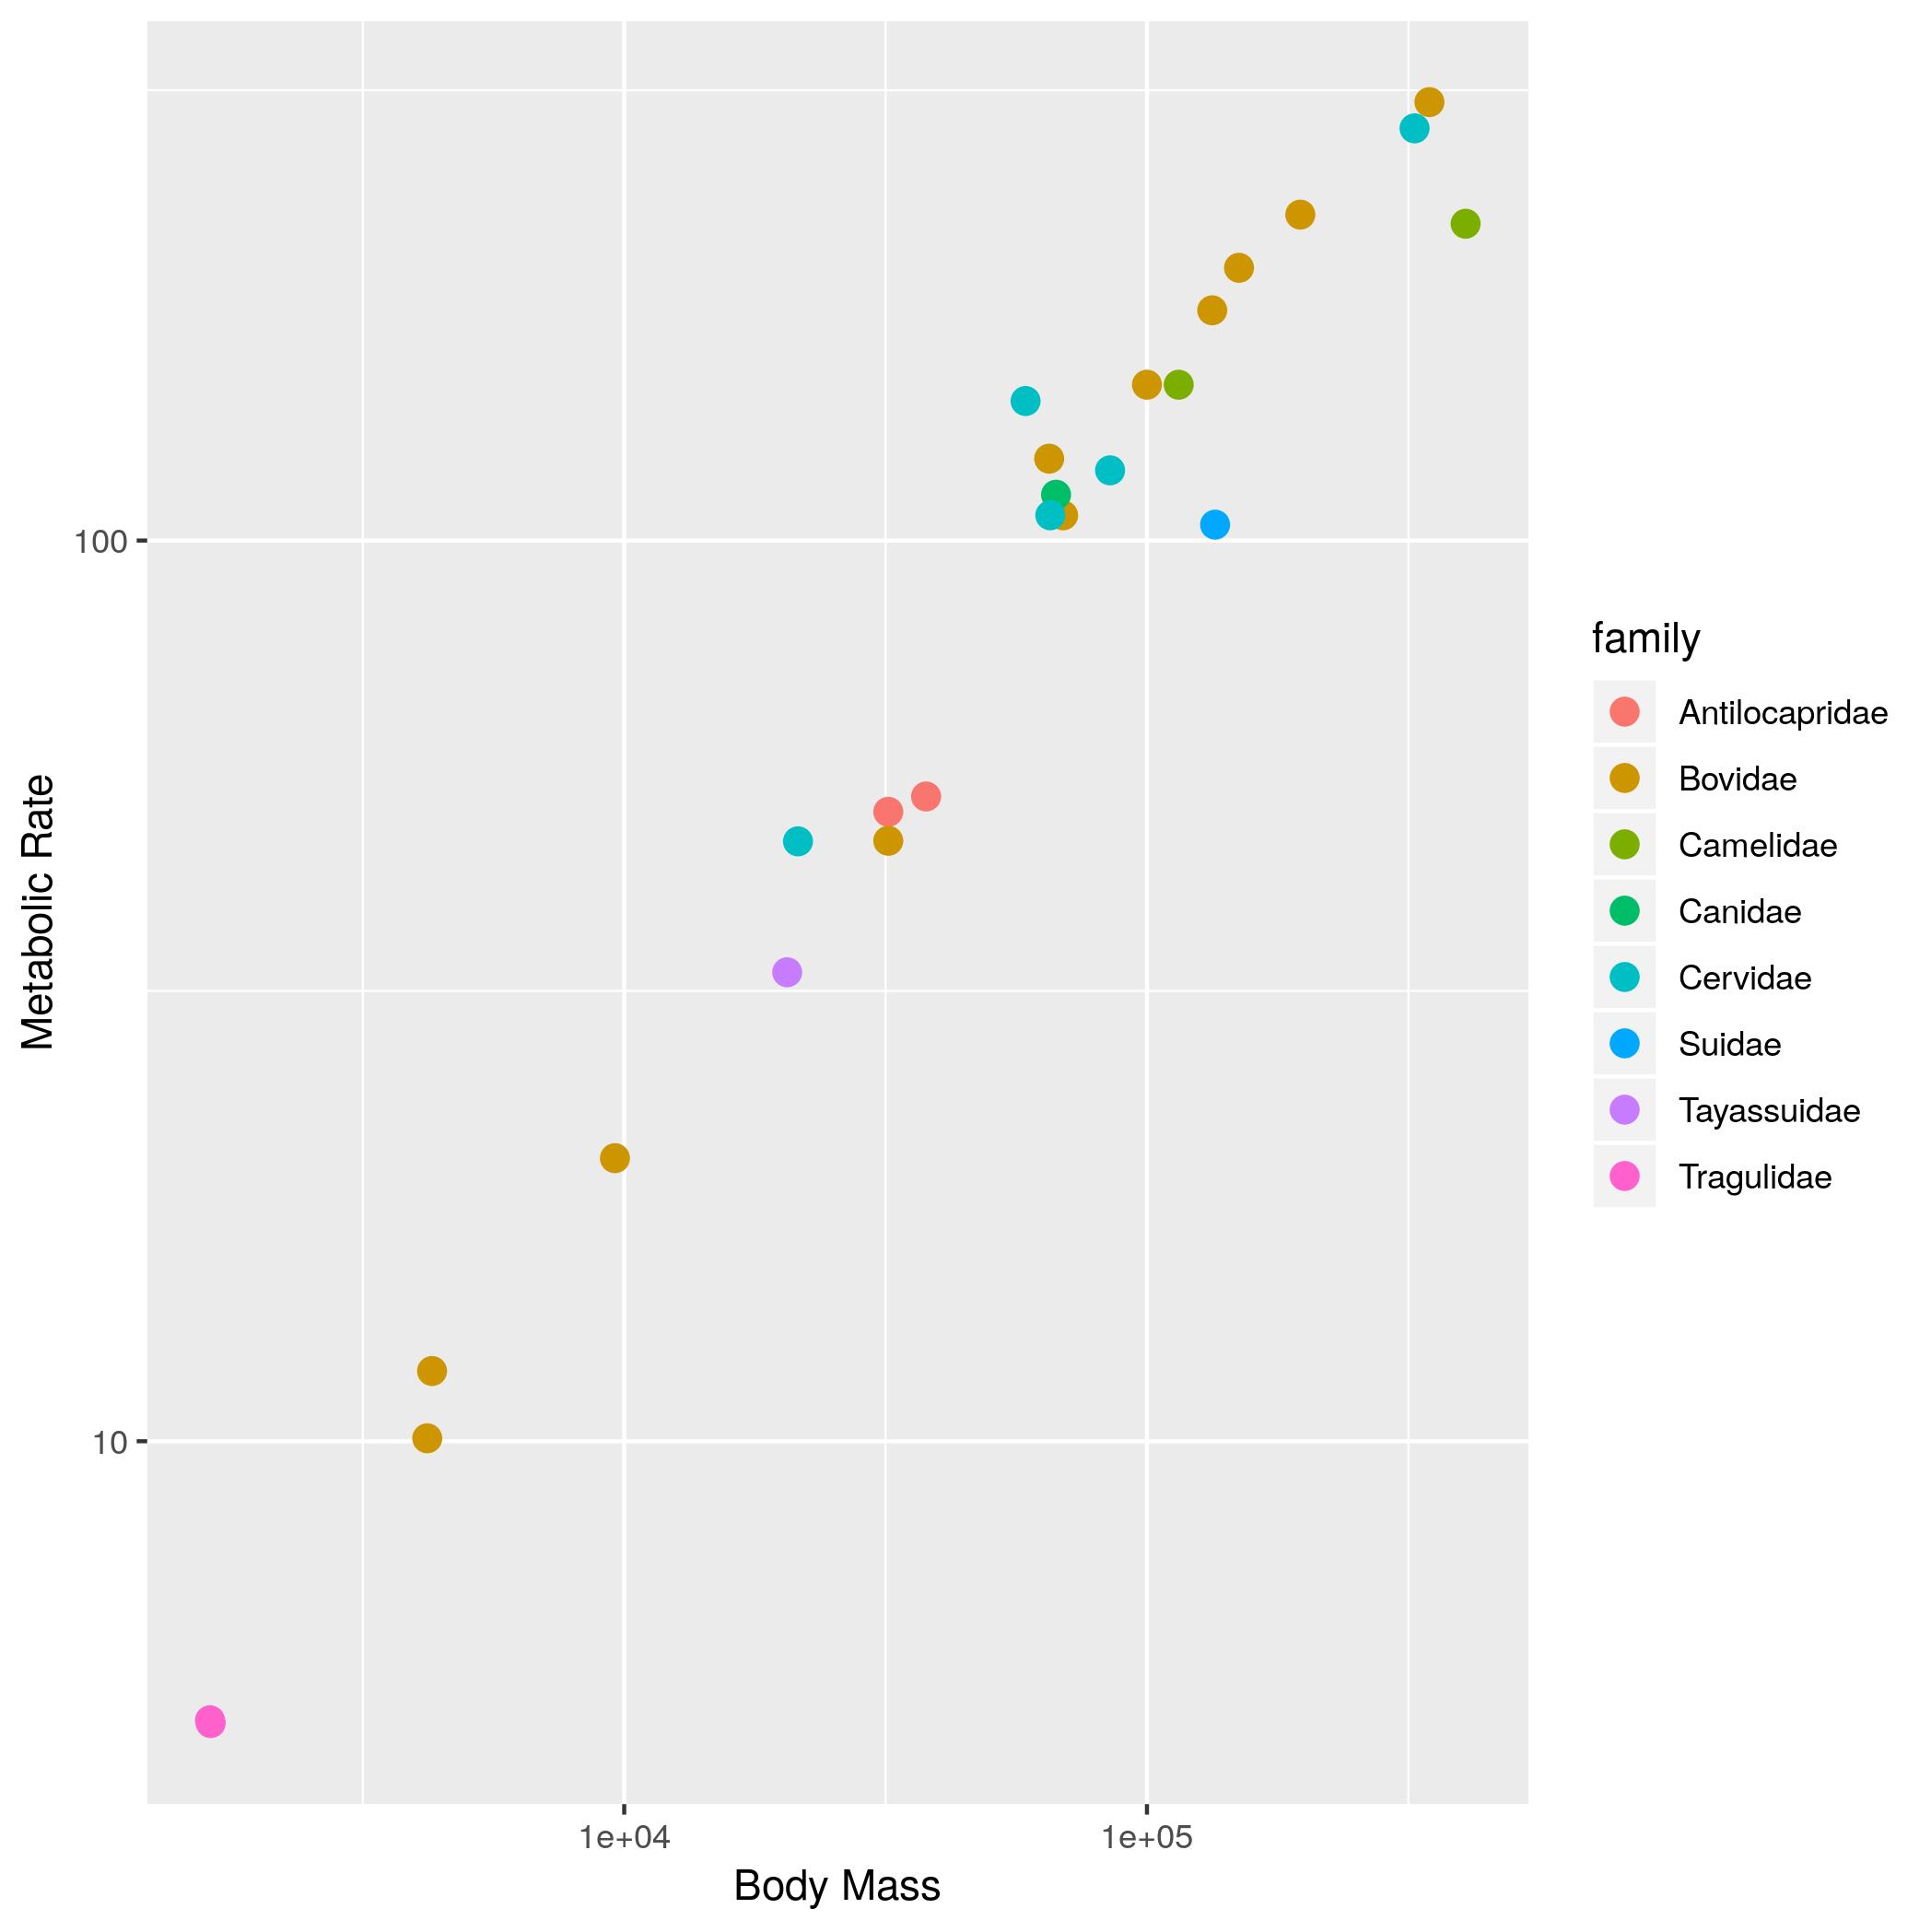 Metabolic Rate
100
10
1e+04 1e+05
Body Mass
family
Antilocapridae
Bovidae
Camelidae
Canidae
Cervidae
Suidae
Tayassuidae
Tragulidae